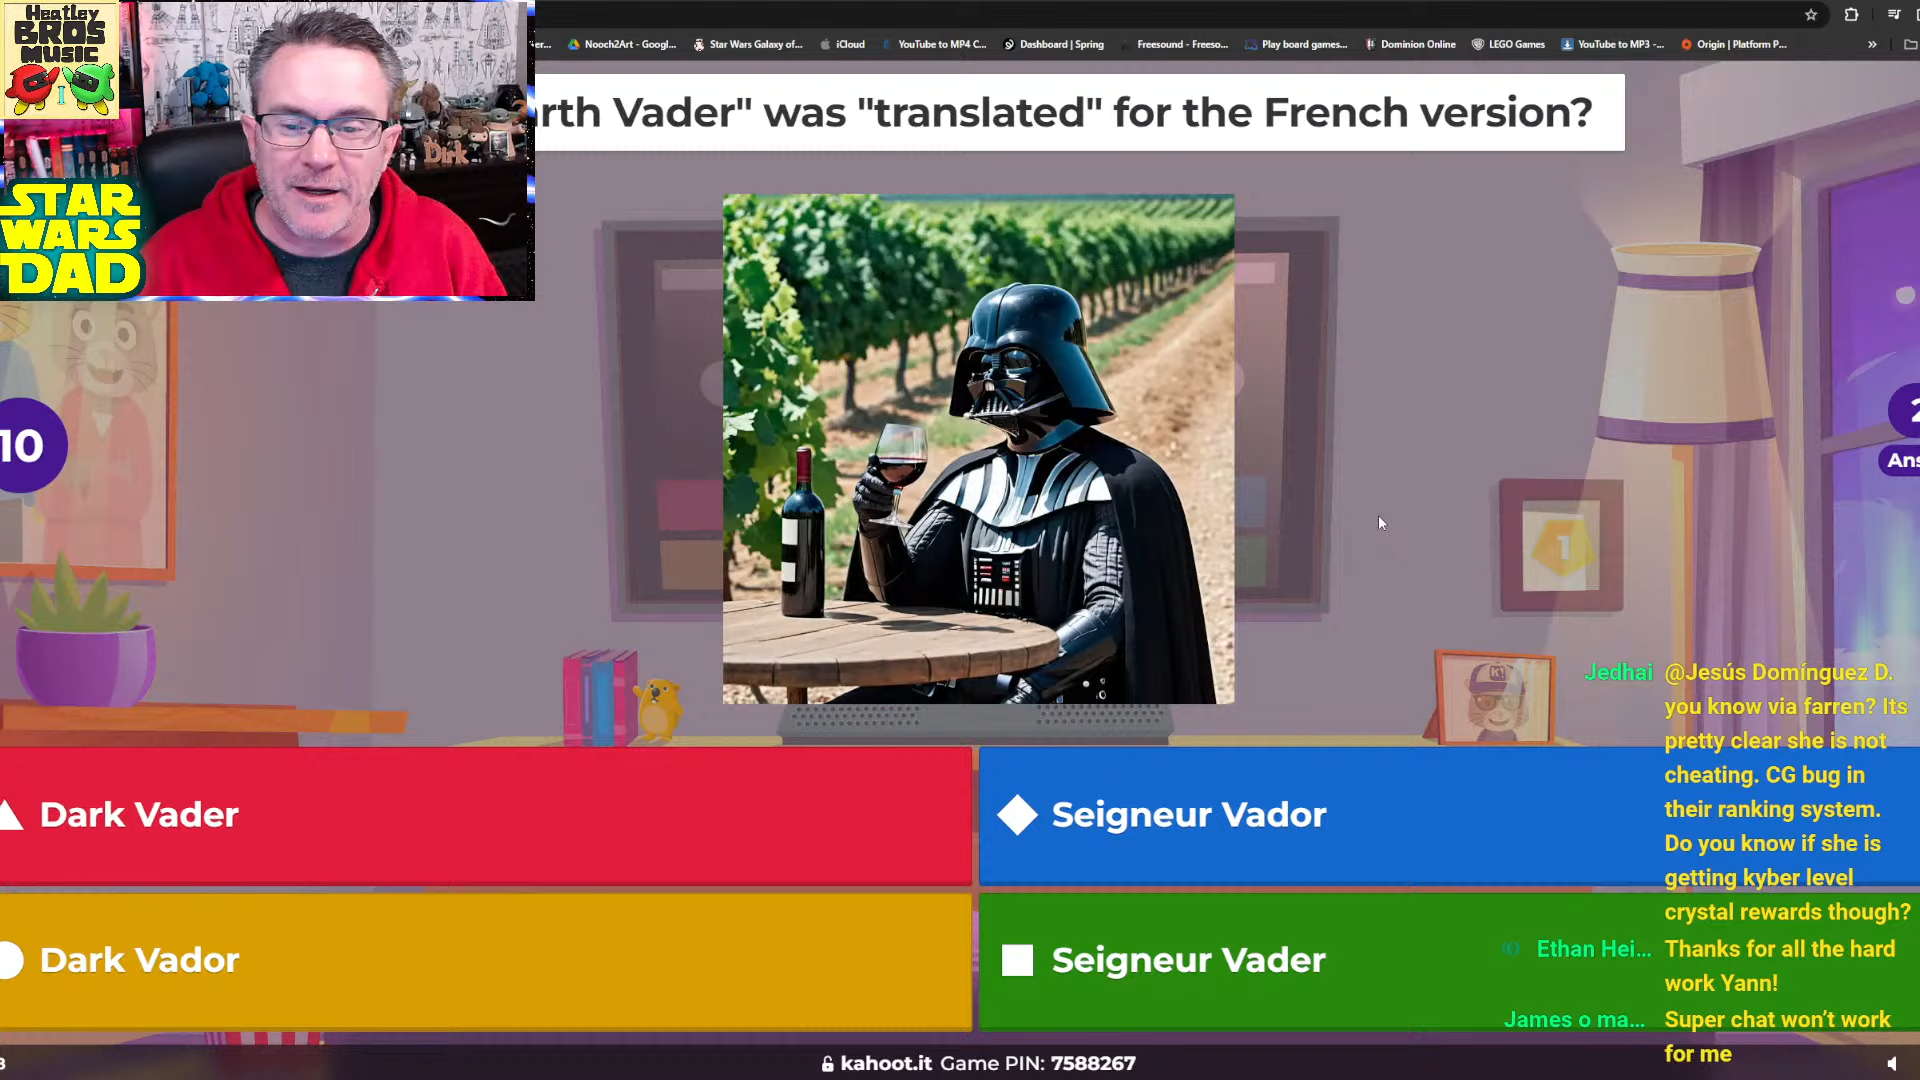 Heatley
BROS
MUSIC
I
STAR
WARS
DAD
Dirk
Nooch2Art - Googl...
Star Wars Galaxy of...
iCloud
YouTube to MP4 C...
Dashboard | Spring
Freesound - Freeso...
Play board games...
Dominion Online
LEGO Games
YouTube to MP3 -...
Origin | Platform P...
rth Vader" was "translated" for the French version?
10
2
Ans
1
K!
Dark Vader
Seigneur Vador
Dark Vador
Seigneur Vader
Jedhai @Jesús Domínguez D.
you know via farren? Its
pretty clear she is not
cheating. CG bug in
their ranking system.
Do you know if she is
getting kyber level
crystal rewards though?
Ethan Hei... Thanks for all the hard
work Yann!
James o ma... Super chat won't work
for me
kahoot.it Game PIN: 7588267